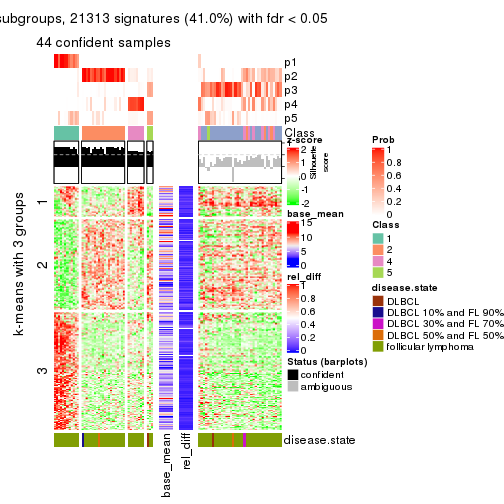 subgroups, 21313 signatures (41.0%) with fdr < 0.05
44 confident samples
p1
p2
p3
p4
p5
Class
k-means with 3 groups
1
2
3
base_mean
rel_diff
disease.state
z-score
2
1
0
-1
-2
Silhouette
score
base_mean
15
10
5
0
rel_diff
1
0.8
0.6
0.4
0.2
0
Status (barplots)
confident
ambiguous
Prob
1
0.8
0.6
0.4
0.2
0
Class
1
2
4
5
disease.state
DLBCL
DLBCL 10% and FL 90%
DLBCL 30% and FL 70%
DLBCL 50% and FL 50%
follicular lymphoma